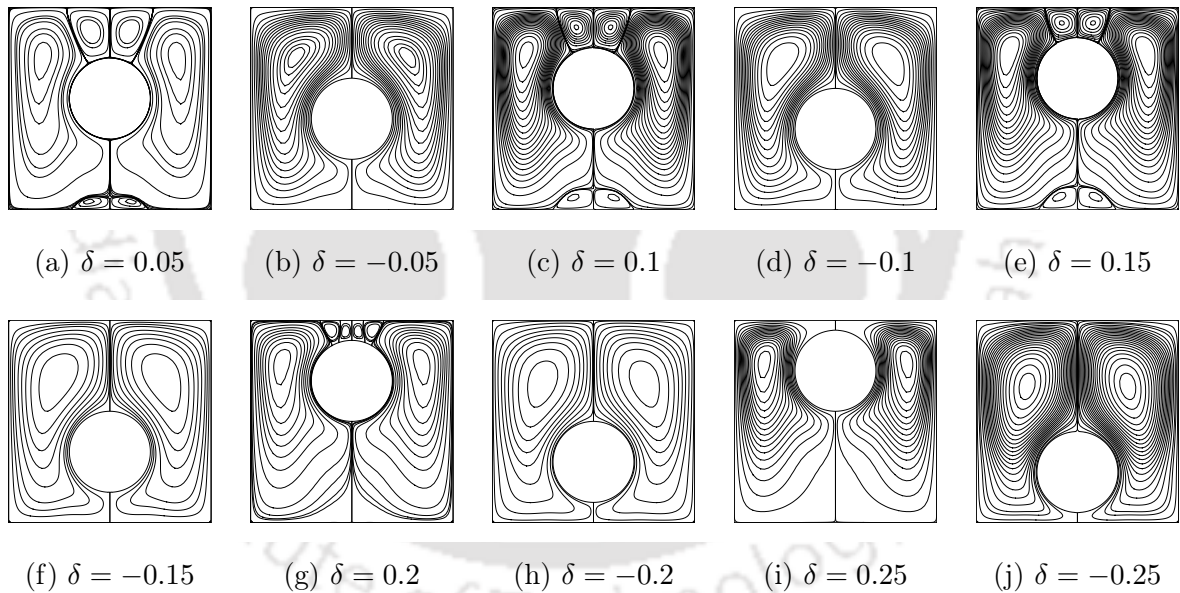 (a) δ = 0.05 (b) δ = −0.05 (c) δ = 0.1 (d) δ = −0.1 (e) δ = 0.15
(f) δ = −0.15 (g) δ = 0.2 (h) δ = −0.2 (i) δ = 0.25 (j) δ = −0.25